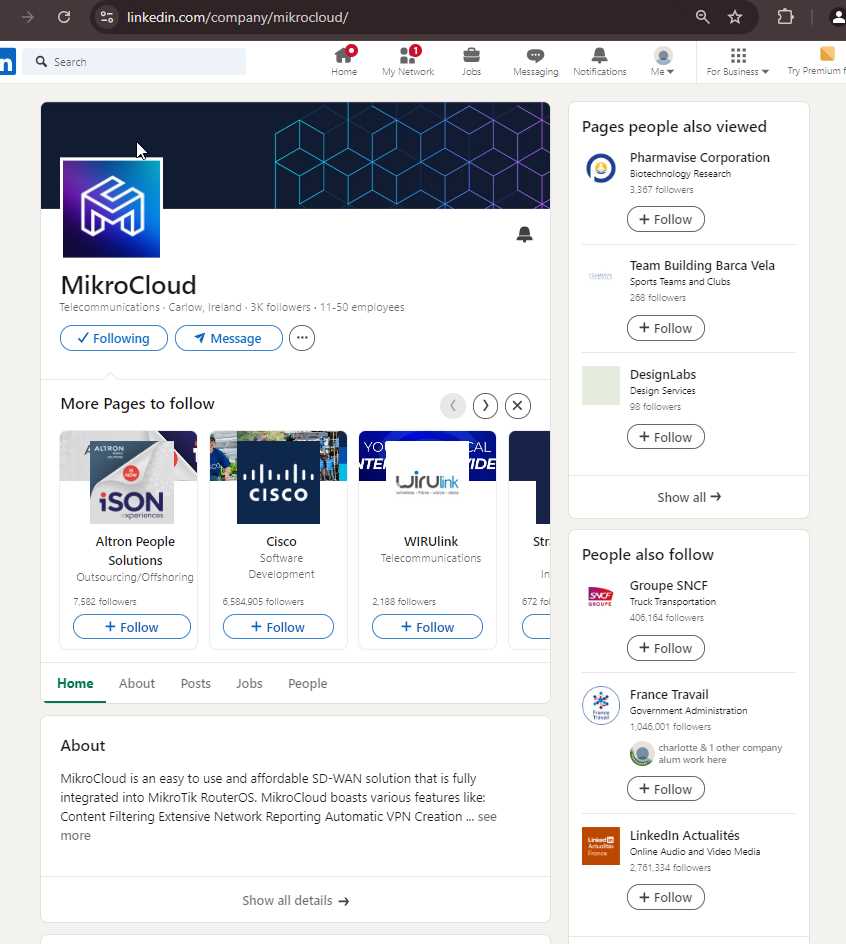 linkedin.com/company/mikrocloud/
Search
Home
1
My Network
Jobs
Messaging
Notifications
Me
For Business
Try Premium f
MikroCloud
Telecommunications · Carlow, Ireland · 3K followers · 11-50 employees
Following
Message
More Pages to follow
ALTRON
iSON
experiences
Altron People
Solutions
Outsourcing/Offshoring
7,582 followers
+ Follow
CISCO
Cisco
Software
Development
6,584,905 followers
+ Follow
WIRUlink
WIRUlink
Telecommunications
2,188 followers
+ Follow
Str
In
672 fol
Home
About
Posts
Jobs
People
About
MikroCloud is an easy to use and affordable SD-WAN solution that is fully
integrated into MikroTik RouterOS. MikroCloud boasts various features like:
Content Filtering Extensive Network Reporting Automatic VPN Creation ... see
more
Show all details →
Pages people also viewed
Pharmavise Corporation
Biotechnology Research
3,367 followers
+ Follow
Team Building Barca Vela
Sports Teams and Clubs
268 followers
+ Follow
DesignLabs
Design Services
98 followers
+ Follow
Show all →
People also follow
SNCF
GROUPE
Groupe SNCF
Truck Transportation
406,164 followers
+ Follow
France
Travail
France Travail
Government Administration
1,046,001 followers
charlotte & 1 other company
alum work here
+ Follow
Linked in
Actualités
France
LinkedIn Actualités
Online Audio and Video Media
2,761,334 followers
+ Follow